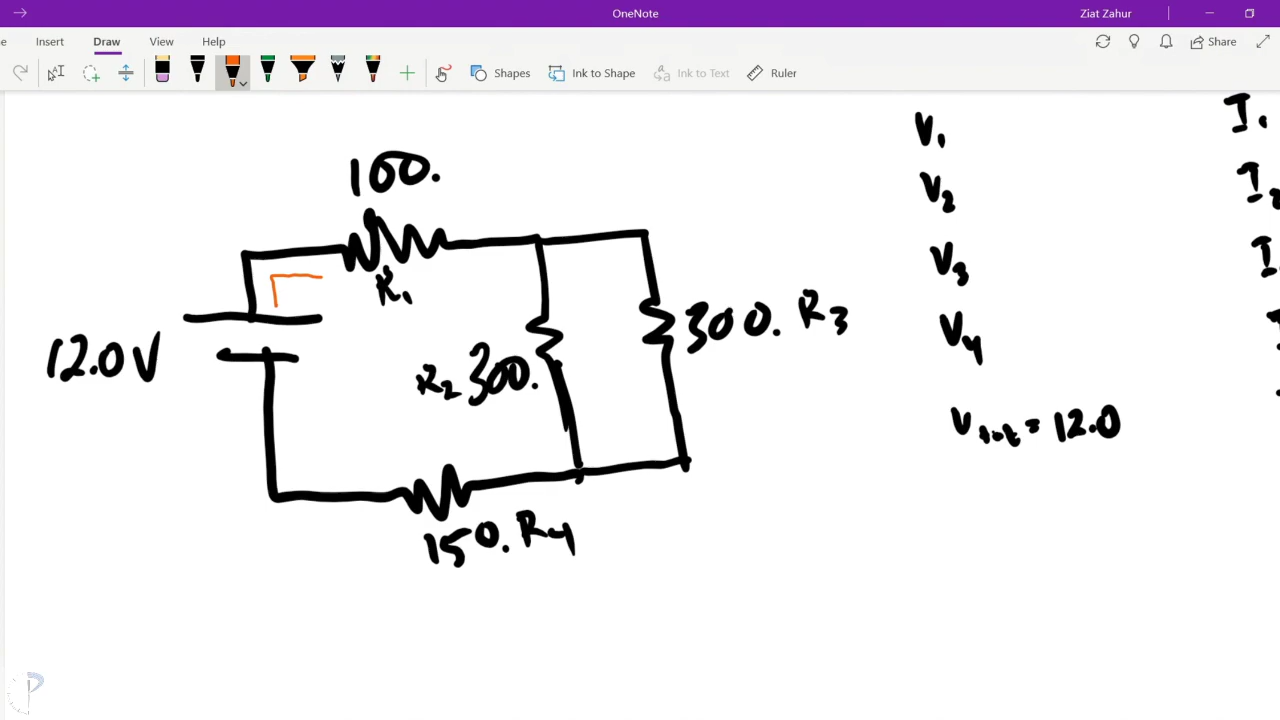 OneNote
Ziat Zahur
Insert Draw View Help
Share
Shapes
Ink to Shape
Ink to Text
Ruler
100.
R1
12.0V
R2 300.
300. R3
150. R4
V1
V2
V3
V4
Vtot = 12.0
I1
I2